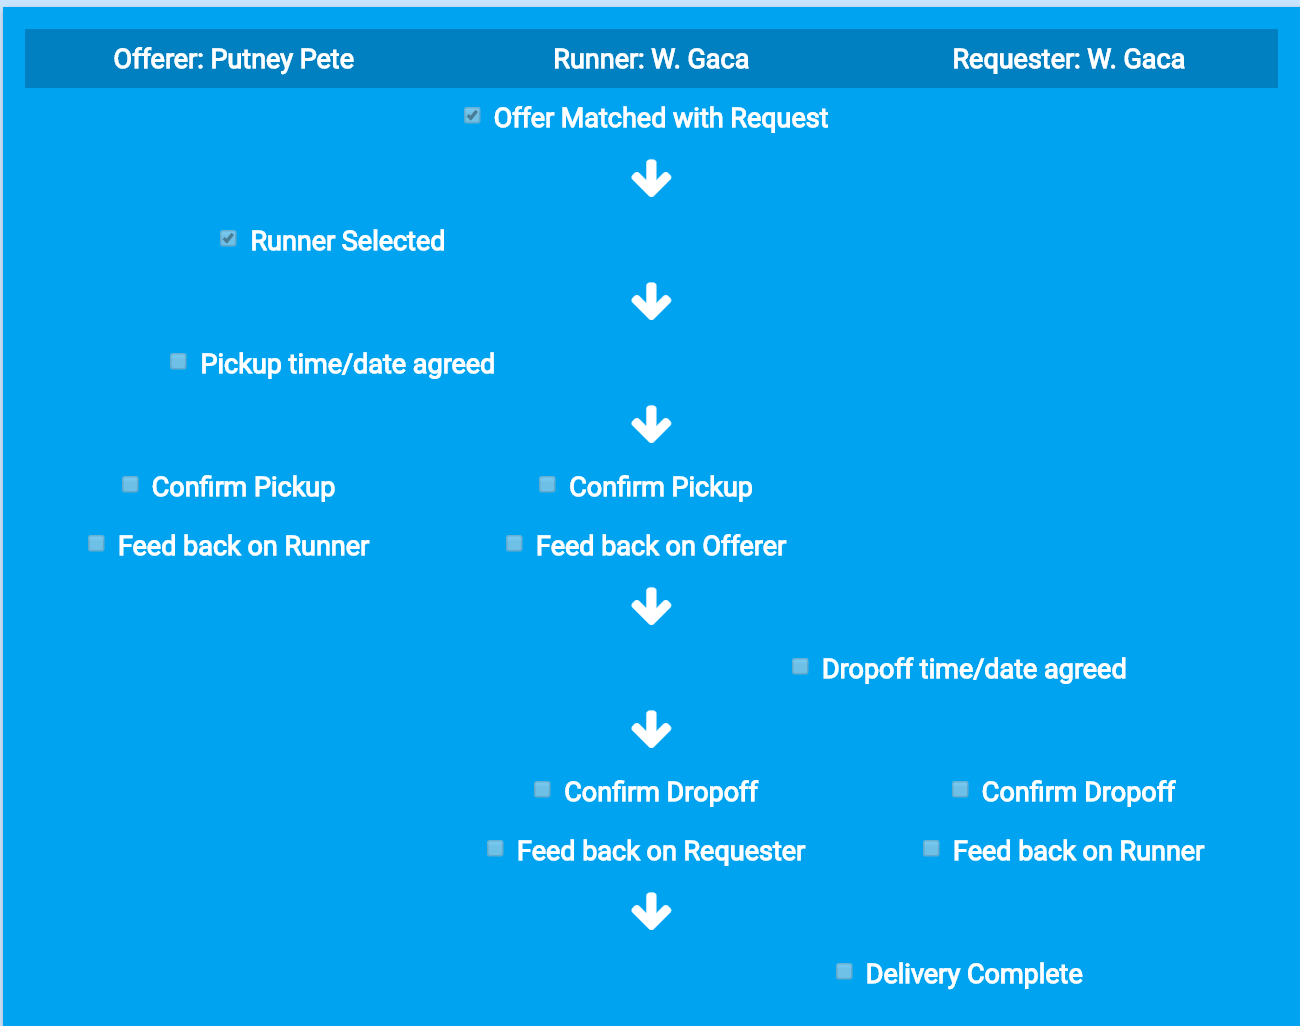 Offerer: Putney Pete Runner: W. Gaca Requester: W. Gaca
Offer Matched with Request
Runner Selected
Pickup time/date agreed
Confirm Pickup Confirm Pickup
Feed back on Runner Feed back on Offerer
Dropoff time/date agreed
Confirm Dropoff Confirm Dropoff
Feed back on Requester Feed back on Runner
Delivery Complete